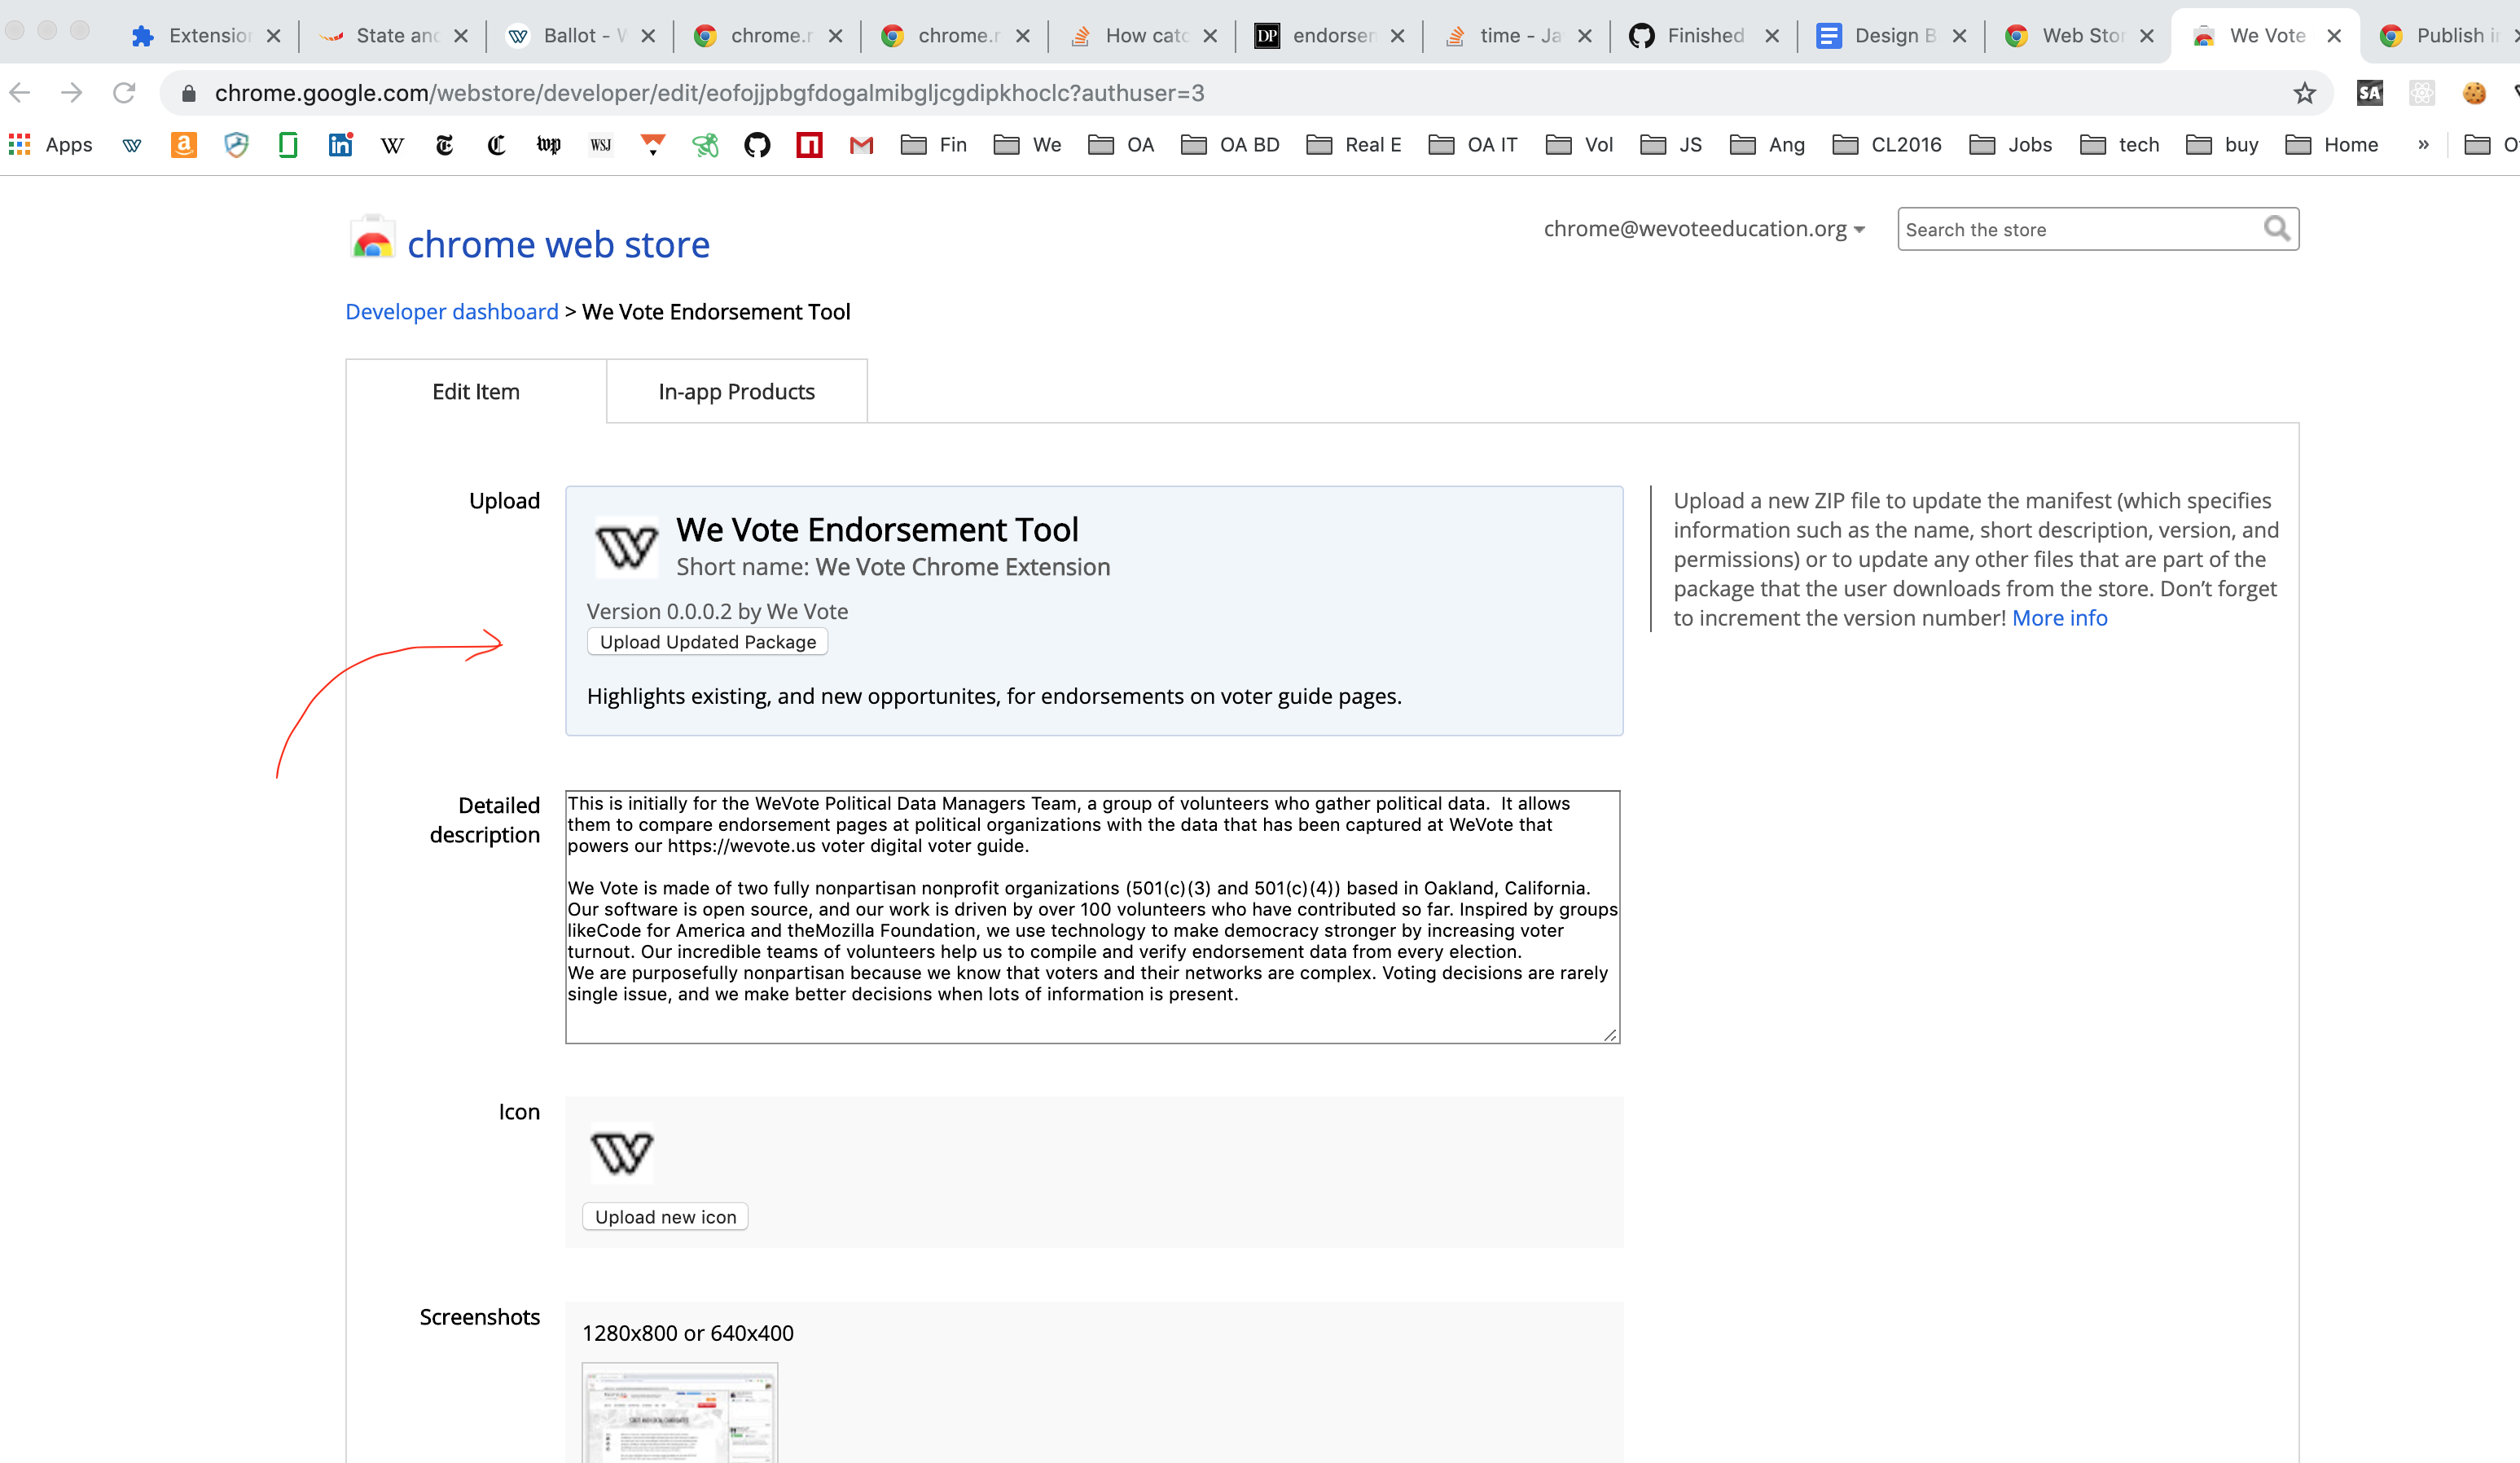 Extension
State and
Ballot - W
chrome.r
chrome.r
How catc
DP
endorsem
time - Ja
Finished
Design B
Web Stor
We Vote
Publish i
chrome.google.com/webstore/developer/edit/eofojjpbgfdogalmibgljcgdipkhoclc?authuser=3
SA
Apps
Fin
We
OA
OA BD
Real E
OA IT
Vol
JS
Ang
CL2016
Jobs
tech
buy
Home
»
chrome web store
chrome@wevoteeducation.org
Search the store
Developer dashboard > We Vote Endorsement Tool
Edit Item
In-app Products
Upload
We Vote Endorsement Tool
Short name: We Vote Chrome Extension
Version 0.0.0.2 by We Vote
Upload Updated Package
Highlights existing, and new opportunites, for endorsements on voter guide pages.
Upload a new ZIP file to update the manifest (which specifies
information such as the name, short description, version, and
permissions) or to update any other files that are part of the
package that the user downloads from the store. Don’t forget
to increment the version number! More info
Detailed
description
This is initially for the WeVote Political Data Managers Team, a group of volunteers who gather political data.  It allows
them to compare endorsement pages at political organizations with the data that has been captured at WeVote that
powers our https://wevote.us voter digital voter guide.
We Vote is made of two fully nonpartisan nonprofit organizations (501(c)(3) and 501(c)(4)) based in Oakland, California.
Our software is open source, and our work is driven by over 100 volunteers who have contributed so far. Inspired by groups
likeCode for America and theMozilla Foundation, we use technology to make democracy stronger by increasing voter
turnout. Our incredible teams of volunteers help us to compile and verify endorsement data from every election.
We are purposefully nonpartisan because we know that voters and their networks are complex. Voting decisions are rarely
single issue, and we make better decisions when lots of information is present.
Icon
Upload new icon
Screenshots
1280x800 or 640x400